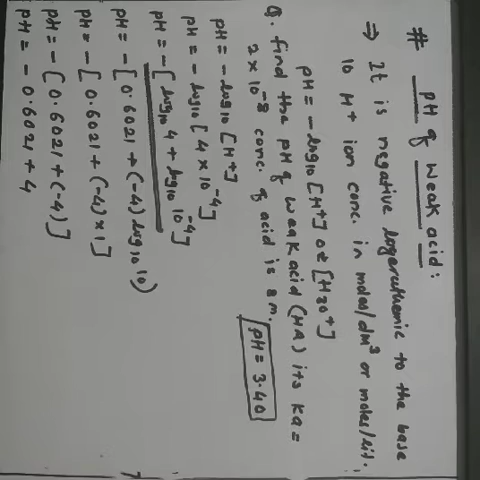 # pH of weak acid:
⇒ It is negative logeruthemic to the base
10 H⁺ ion conc. in moles/dm³ or moles/lit.,
pH = - log10 [H⁺] or [H3O⁺]
Q. find the pH of weak acid (HA) its Ka =
2 x 10⁻⁸ conc. of acid is 8 m.
pH = - log10 [H⁺]
pH = - log10 [4 x 10⁻⁴]
pH = - [log10 4 + log10 10⁻⁴]
pH = - [0.6021 + (-4) log10 10)
pH = - [0.6021 + (-4) x 1]
pH = - [0.6021 + (-4)]
pH = - 0.6021 + 4
pH = 3.40